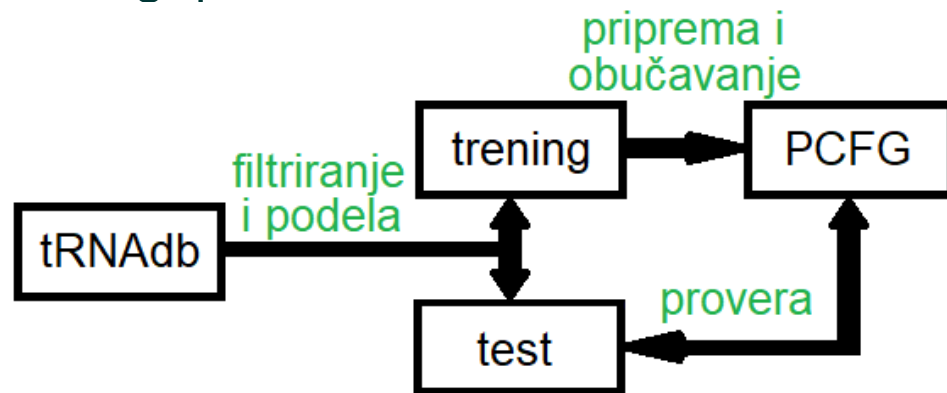 priprema i
obučavanje
trening
PCFG
filtriranje
i podela
tRNAdb
provera
test